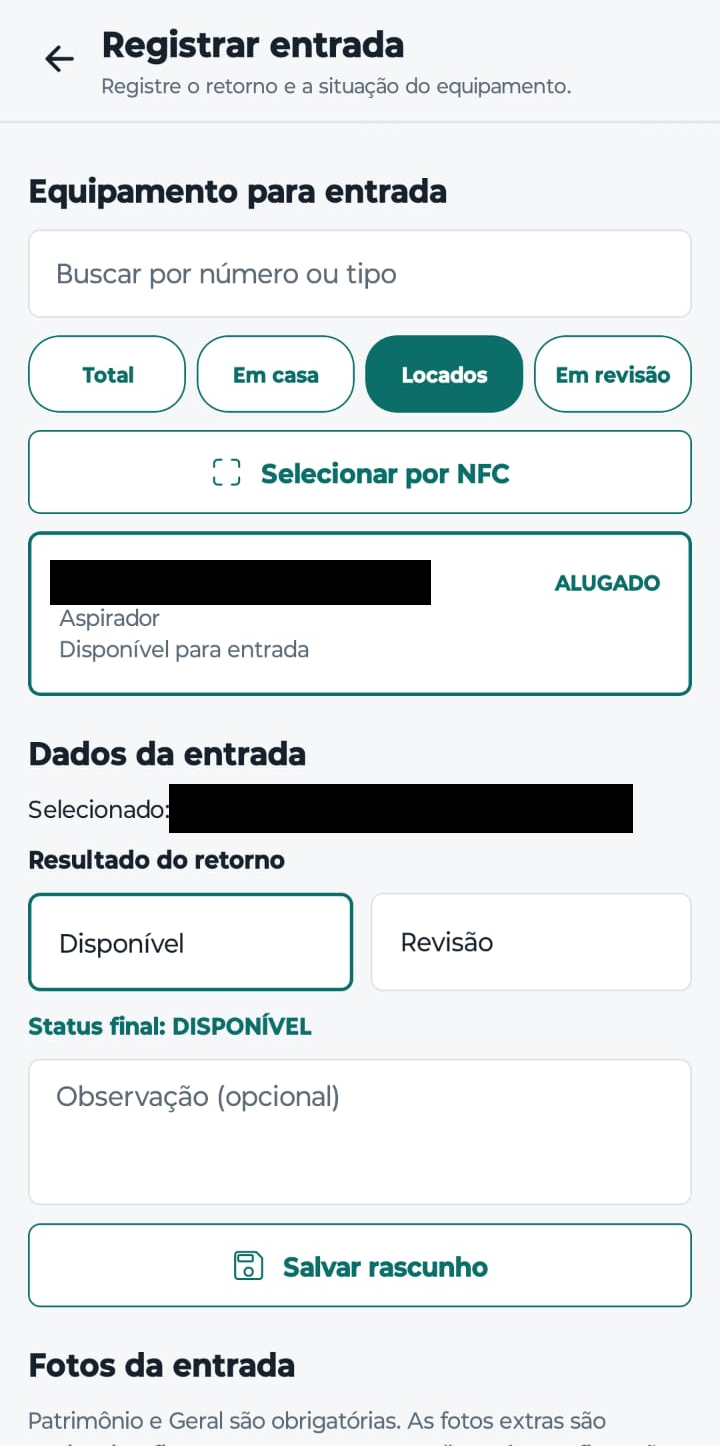 Registrar entrada
Registre o retorno e a situação do equipamento.
Equipamento para entrada
Buscar por número ou tipo
Total
Em casa
Locados
Em revisão
Selecionar por NFC
ALUGADO
Aspirador
Disponível para entrada
Dados da entrada
Selecionado:
Resultado do retorno
Disponível
Revisão
Status final: DISPONÍVEL
Observação (opcional)
Salvar rascunho
Fotos da entrada
Patrimônio e Geral são obrigatórias. As fotos extras são